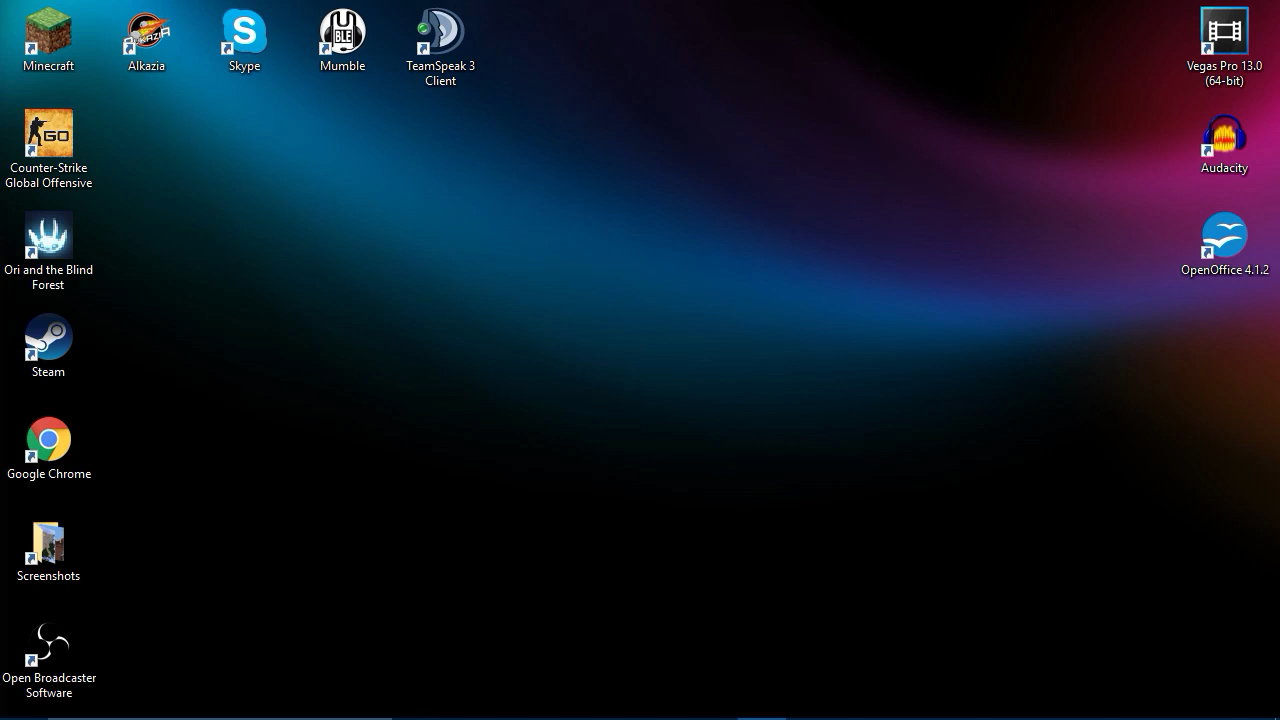 Minecraft
Alkazia
Skype
Mumble
TeamSpeak 3
Client
Vegas Pro 13.0
(64-bit)
Counter-Strike
Global Offensive
GO
Audacity
Ori and the Blind
Forest
OpenOffice 4.1.2
Steam
Google Chrome
Screenshots
Open Broadcaster
Software